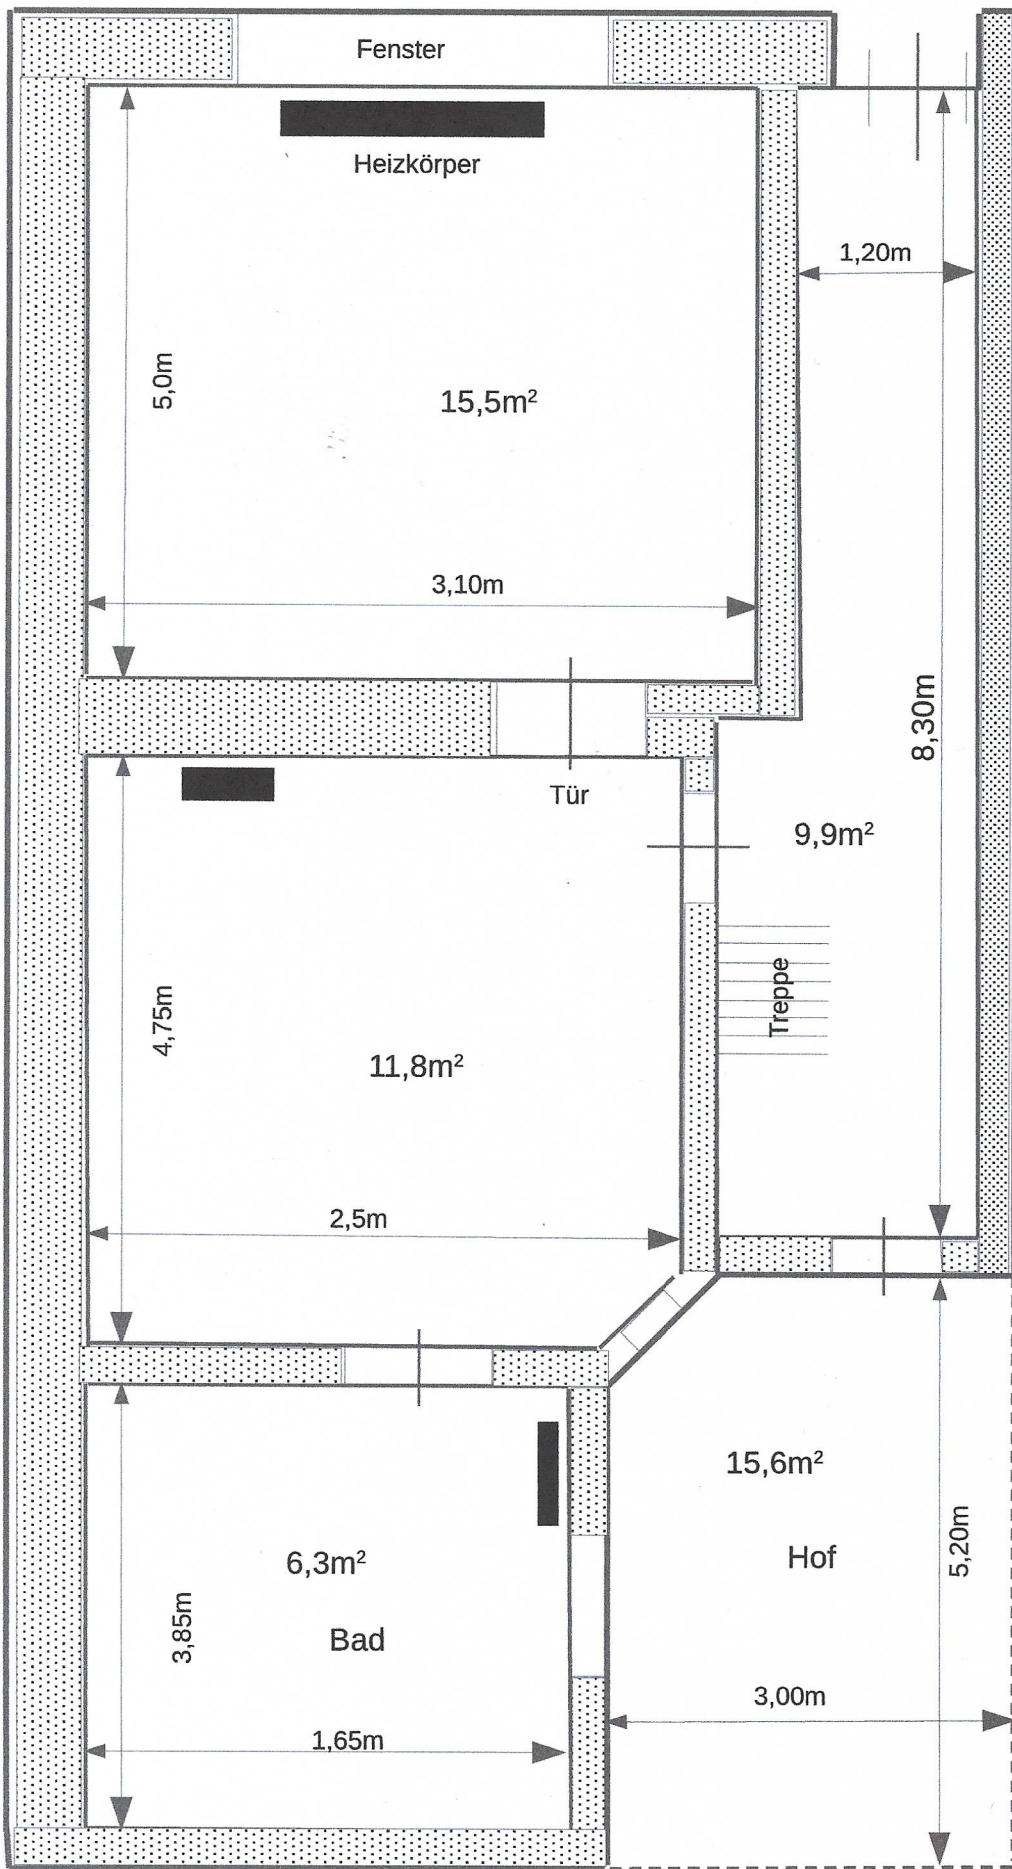 Fenster
Heizkörper
1,20m
5,0m
15,5m²
3,10m
8,30m
Tür
9,9m²
Treppe
4,75m
11,8m²
2,5m
15,6m²
Hof
5,20m
6,3m²
3,85m
Bad
3,00m
1,65m